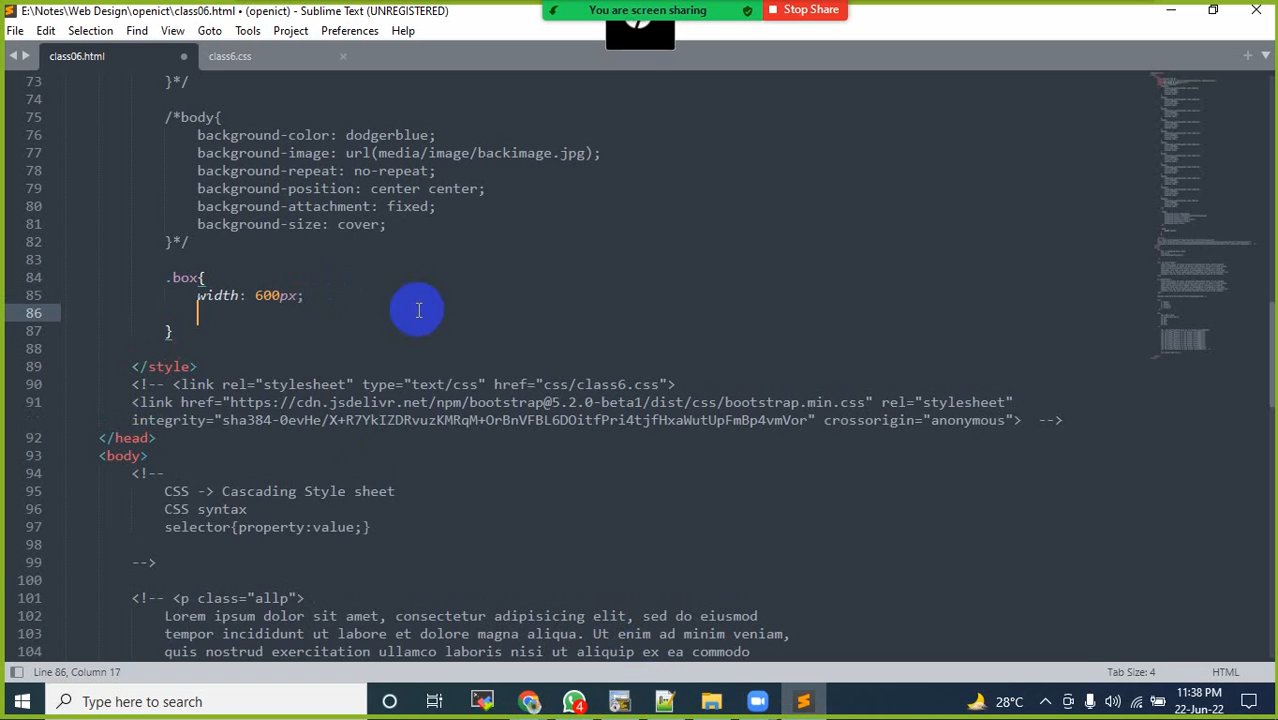 E:\Notes\Web Design\openict\class06.html • (openict) - Sublime Text (UNREGISTERED)
You are screen sharing
Stop Share
File Edit Selection Find View Goto Tools Project Preferences Help
class06.html
class6.css
73 }*/
74
75 /*body{
76 background-color: dodgerblue;
77 background-image: url(media/image/backimage.jpg);
78 background-repeat: no-repeat;
79 background-position: center center;
80 background-attachment: fixed;
81 background-size: cover;
82 }*/
83
84 .box{
85 width: 600px;
86
87 }
88
89 </style>
90 <!-- <link rel="stylesheet" type="text/css" href="css/class6.css">
91 <link href="https://cdn.jsdelivr.net/npm/bootstrap@5.2.0-beta1/dist/css/bootstrap.min.css" rel="stylesheet"
integrity="sha384-0evHe/X+R7YkIZDRvuzKMRqM+OrBnVFBL6DOitfPri4tjfHxaWutUpFmBp4vmVor" crossorigin="anonymous"> -->
92 </head>
93 <body>
94 <!--
95 CSS -> Cascading Style sheet
96 CSS syntax
97 selector{property:value;}
98
99 -->
100
101 <!-- <p class="allp">
102 Lorem ipsum dolor sit amet, consectetur adipisicing elit, sed do eiusmod
103 tempor incididunt ut labore et dolore magna aliqua. Ut enim ad minim veniam,
104 quis nostrud exercitation ullamco laboris nisi ut aliquip ex ea commodo
Line 86, Column 17
Tab Size: 4
HTML
Type here to search
4
28°C
11:38 PM
22-Jun-22